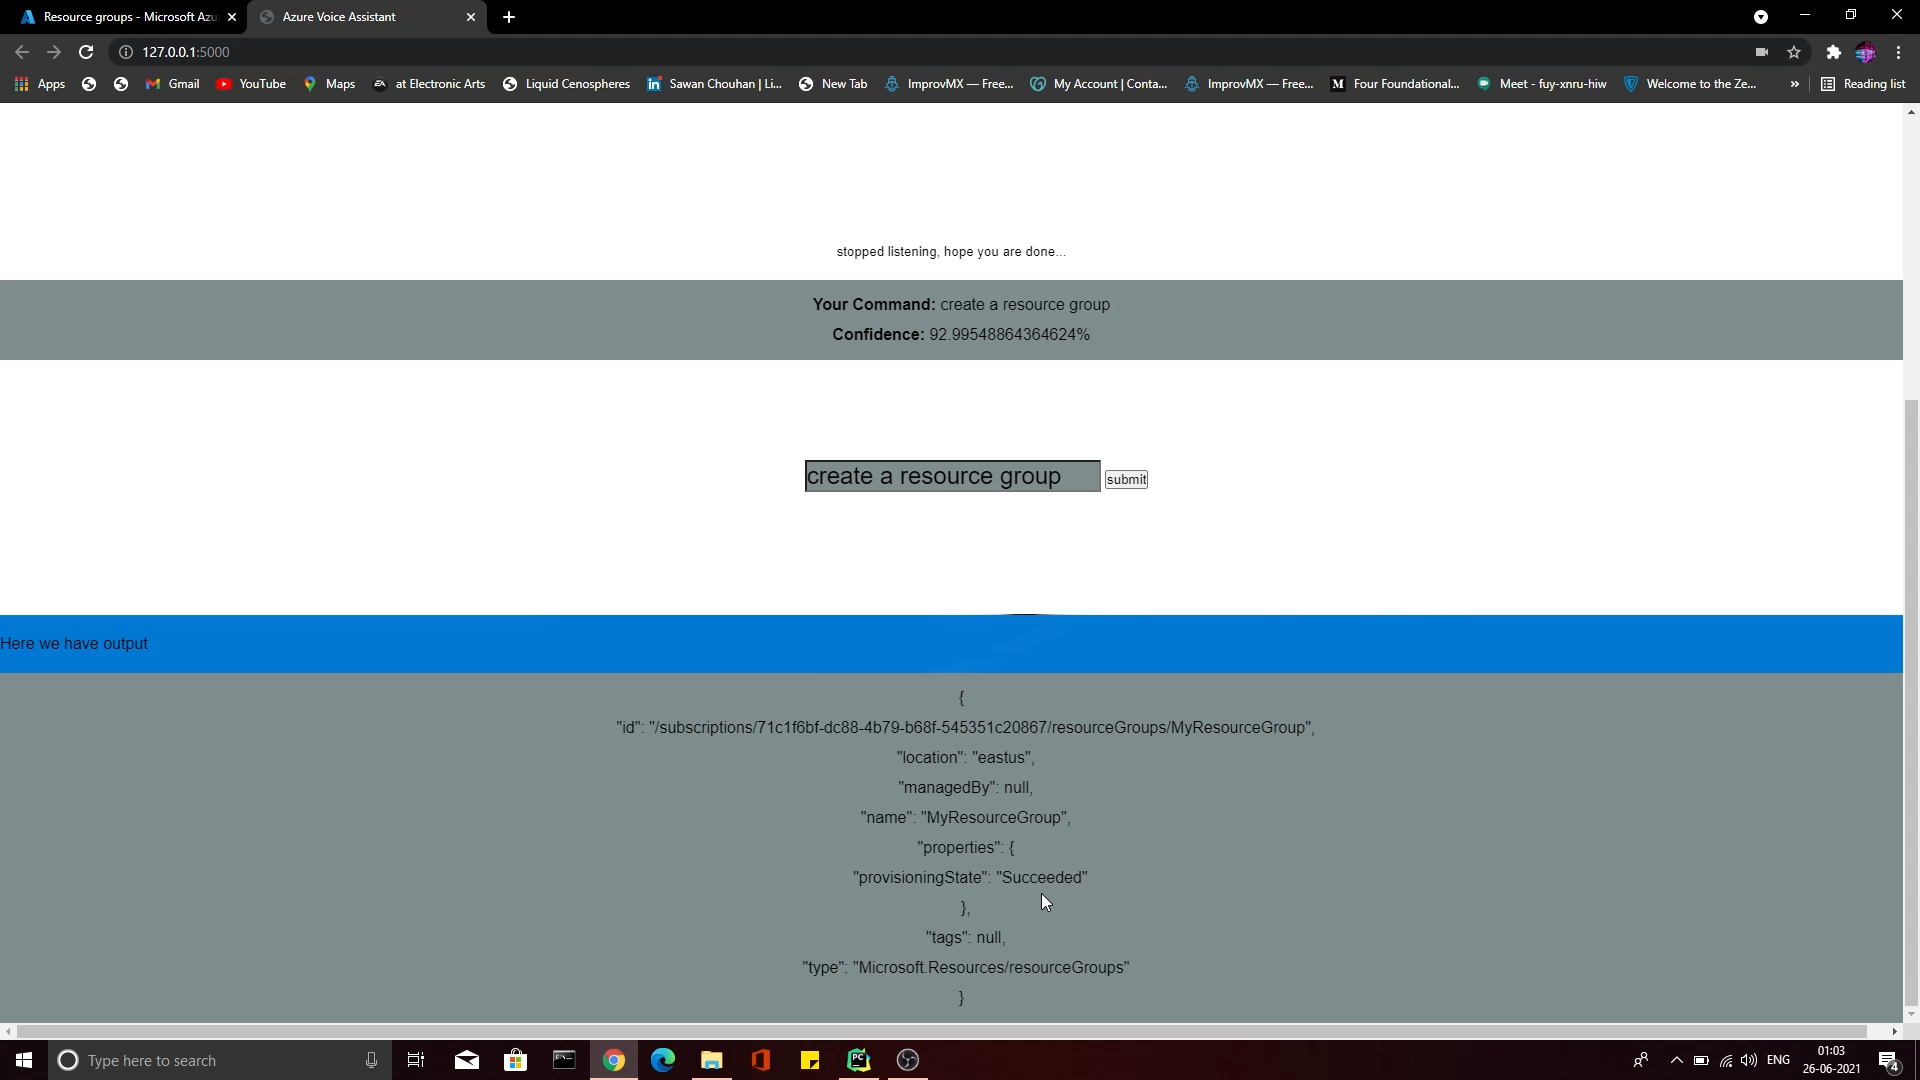 Resource groups - Microsoft Azu
Azure Voice Assistant
127.0.0.1:5000
Apps
Gmail
YouTube
Maps
EA
at Electronic Arts
Liquid Cenospheres
in
Sawan Chouhan | Li...
New Tab
ImprovMX — Free...
My Account | Conta...
ImprovMX — Free...
M
Four Foundational...
Meet - fuy-xnru-hiw
Welcome to the Ze...
»
Reading list
stopped listening, hope you are done...
Your Command: create a resource group
Confidence: 92.99548864364624%
create a resource group
submit
Here we have output
{
"id": "/subscriptions/71c1f6bf-dc88-4b79-b68f-545351c20867/resourceGroups/MyResourceGroup",
"location": "eastus",
"managedBy": null,
"name": "MyResourceGroup",
"properties": {
"provisioningState": "Succeeded"
},
"tags": null,
"type": "Microsoft.Resources/resourceGroups"
}
Type here to search
PC
ENG
01:03
26-06-2021
4